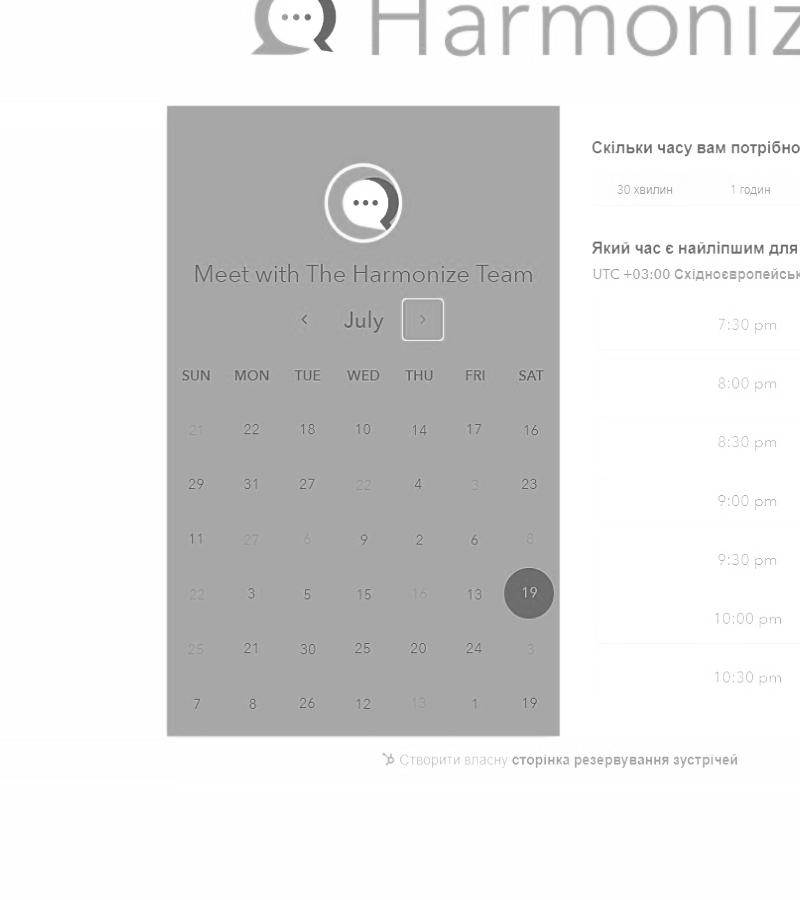 Harmoniz
Meet with The Harmonize Team
July
SUN MON TUE WED THU FRI SAT
21 22 18 10 14 17 16
29 31 27 22 4 3 23
11 27 6 9 2 6 8
22 3 5 15 16 13 19
25 21 30 25 20 24 3
7 8 26 12 13 1 19
Скільки часу вам потрібно
30 хвилин 1 годин
Який час є найліпшим для
UTC +03:00 Східноєвропейськ
7:30 pm
8:00 pm
8:30 pm
9:00 pm
9:30 pm
10:00 pm
10:30 pm
Створити власну сторінка резервування зустрічей